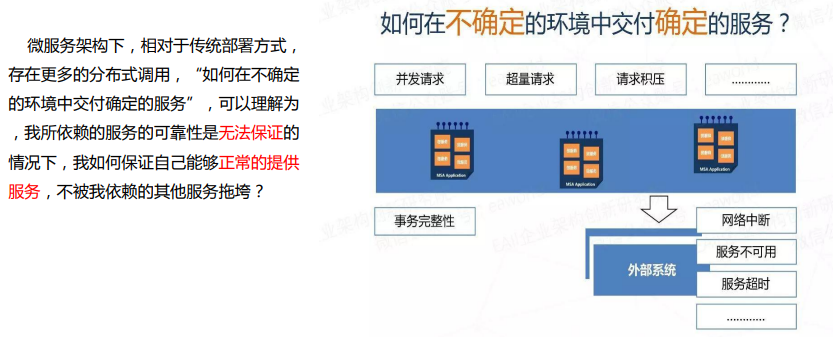 微服务架构下，相对于传统部署方式，
存在更多的分布式调用，“如何在不确定
的环境中交付确定的服务”，可以理解为
，我所依赖的服务的可靠性是无法保证的
情况下，我如何保证自己能够正常的提供
服务，不被我依赖的其他服务拖垮？
如何在不确定的环境中交付确定的服务？
并发请求
超量请求
请求积压
............
MSA Application
MSA Application
MSA Application
事务完整性
外部系统
网络中断
服务不可用
服务超时
............